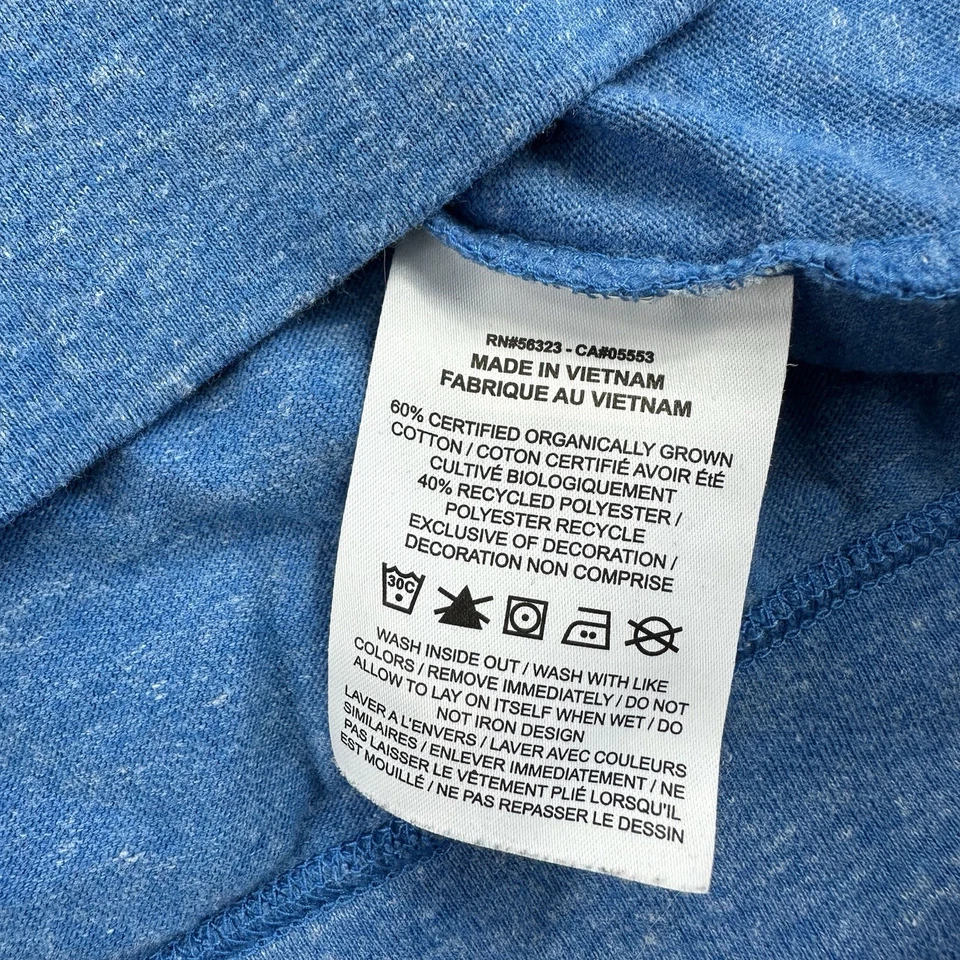 RN#56323 - CA#05553
MADE IN VIETNAM
FABRIQUE AU VIETNAM
60% CERTIFIED ORGANICALLY GROWN
COTTON / COTON CERTIFIÉ AVOIR ÉtÉ
CULTIVÉ BIOLOGIQUEMENT
40% RECYCLED POLYESTER /
POLYESTER RECYCLE
EXCLUSIVE OF DECORATION /
DECORATION NON COMPRISE
30C
WASH INSIDE OUT / WASH WITH LIKE
COLORS / REMOVE IMMEDIATELY / DO NOT
ALLOW TO LAY ON ITSELF WHEN WET / DO
NOT IRON DESIGN
LAVER A L'ENVERS / LAVER AVEC COULEURS
SIMILAIRES / ENLEVER IMMEDIATEMENT / NE
PAS LAISSER LE VÊTEMENT PLIÉ LORSQU'IL
EST MOUILLÉ / NE PAS REPASSER LE DESSIN